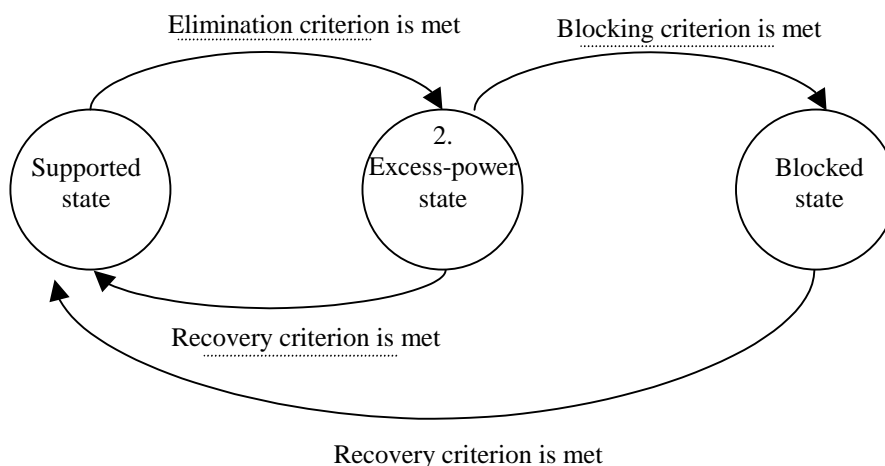 Elimination criterion is met
Blocking criterion is met
Supported
state
2.
Excess-power
state
Blocked
state
Recovery criterion is met
Recovery criterion is met